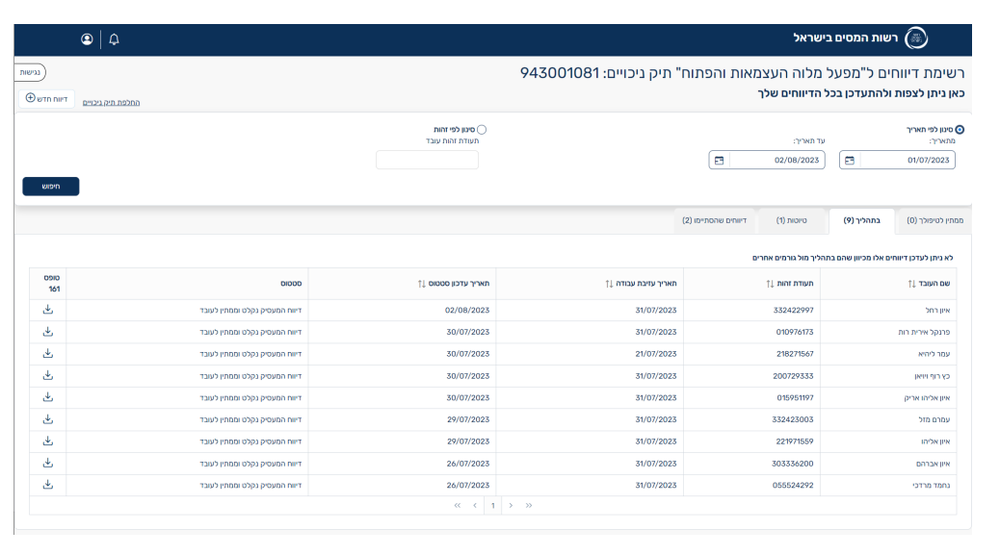 רשות המסים בישראל
רשימת דיווחים ל"מפעל מלוה העצמאות והפתוח" תיק ניכויים: 943001081
נגישות
כאן ניתן לצפות ולהתעדכן בכל הדיווחים שלך
החלפת תיק ניכויים
דיווח חדש
סינון לפי תאריך
סינון לפי זהות
מתאריך:
עד תאריך:
תעודת זהות עובד
01/07/2023
02/08/2023
חיפוש
ממתין לטיפולך (0)
בתהליך (9)
טיוטות (1)
דיווחים שהסתיימו (2)
לא ניתן לעדכן דיווחים אלו מכיוון שהם בתהליך מול גורמים אחרים
שם העובד תעודת זהות תאריך עזיבת עבודה תאריך עדכון סטטוס סטטוס טופס 161
איון רחל 332422997 31/07/2023 02/08/2023 דיווח המעסיק נקלט וממתין לעובד
פרנקל אירית רות 010976173 31/07/2023 30/07/2023 דיווח המעסיק נקלט וממתין לעובד
עמר ליהיא 218271567 21/07/2023 30/07/2023 דיווח המעסיק נקלט וממתין לעובד
כץ רוף ויויאן 200729333 31/07/2023 30/07/2023 דיווח המעסיק נקלט וממתין לעובד
איון אליהו אריק 015951197 31/07/2023 30/07/2023 דיווח המעסיק נקלט וממתין לעובד
עמרם מזל 332423003 31/07/2023 29/07/2023 דיווח המעסיק נקלט וממתין לעובד
איון אליהו 221971559 31/07/2023 29/07/2023 דיווח המעסיק נקלט וממתין לעובד
איון אברהם 303336200 31/07/2023 26/07/2023 דיווח המעסיק נקלט וממתין לעובד
נחמד מרדכי 055524292 31/07/2023 26/07/2023 דיווח המעסיק נקלט וממתין לעובד
1